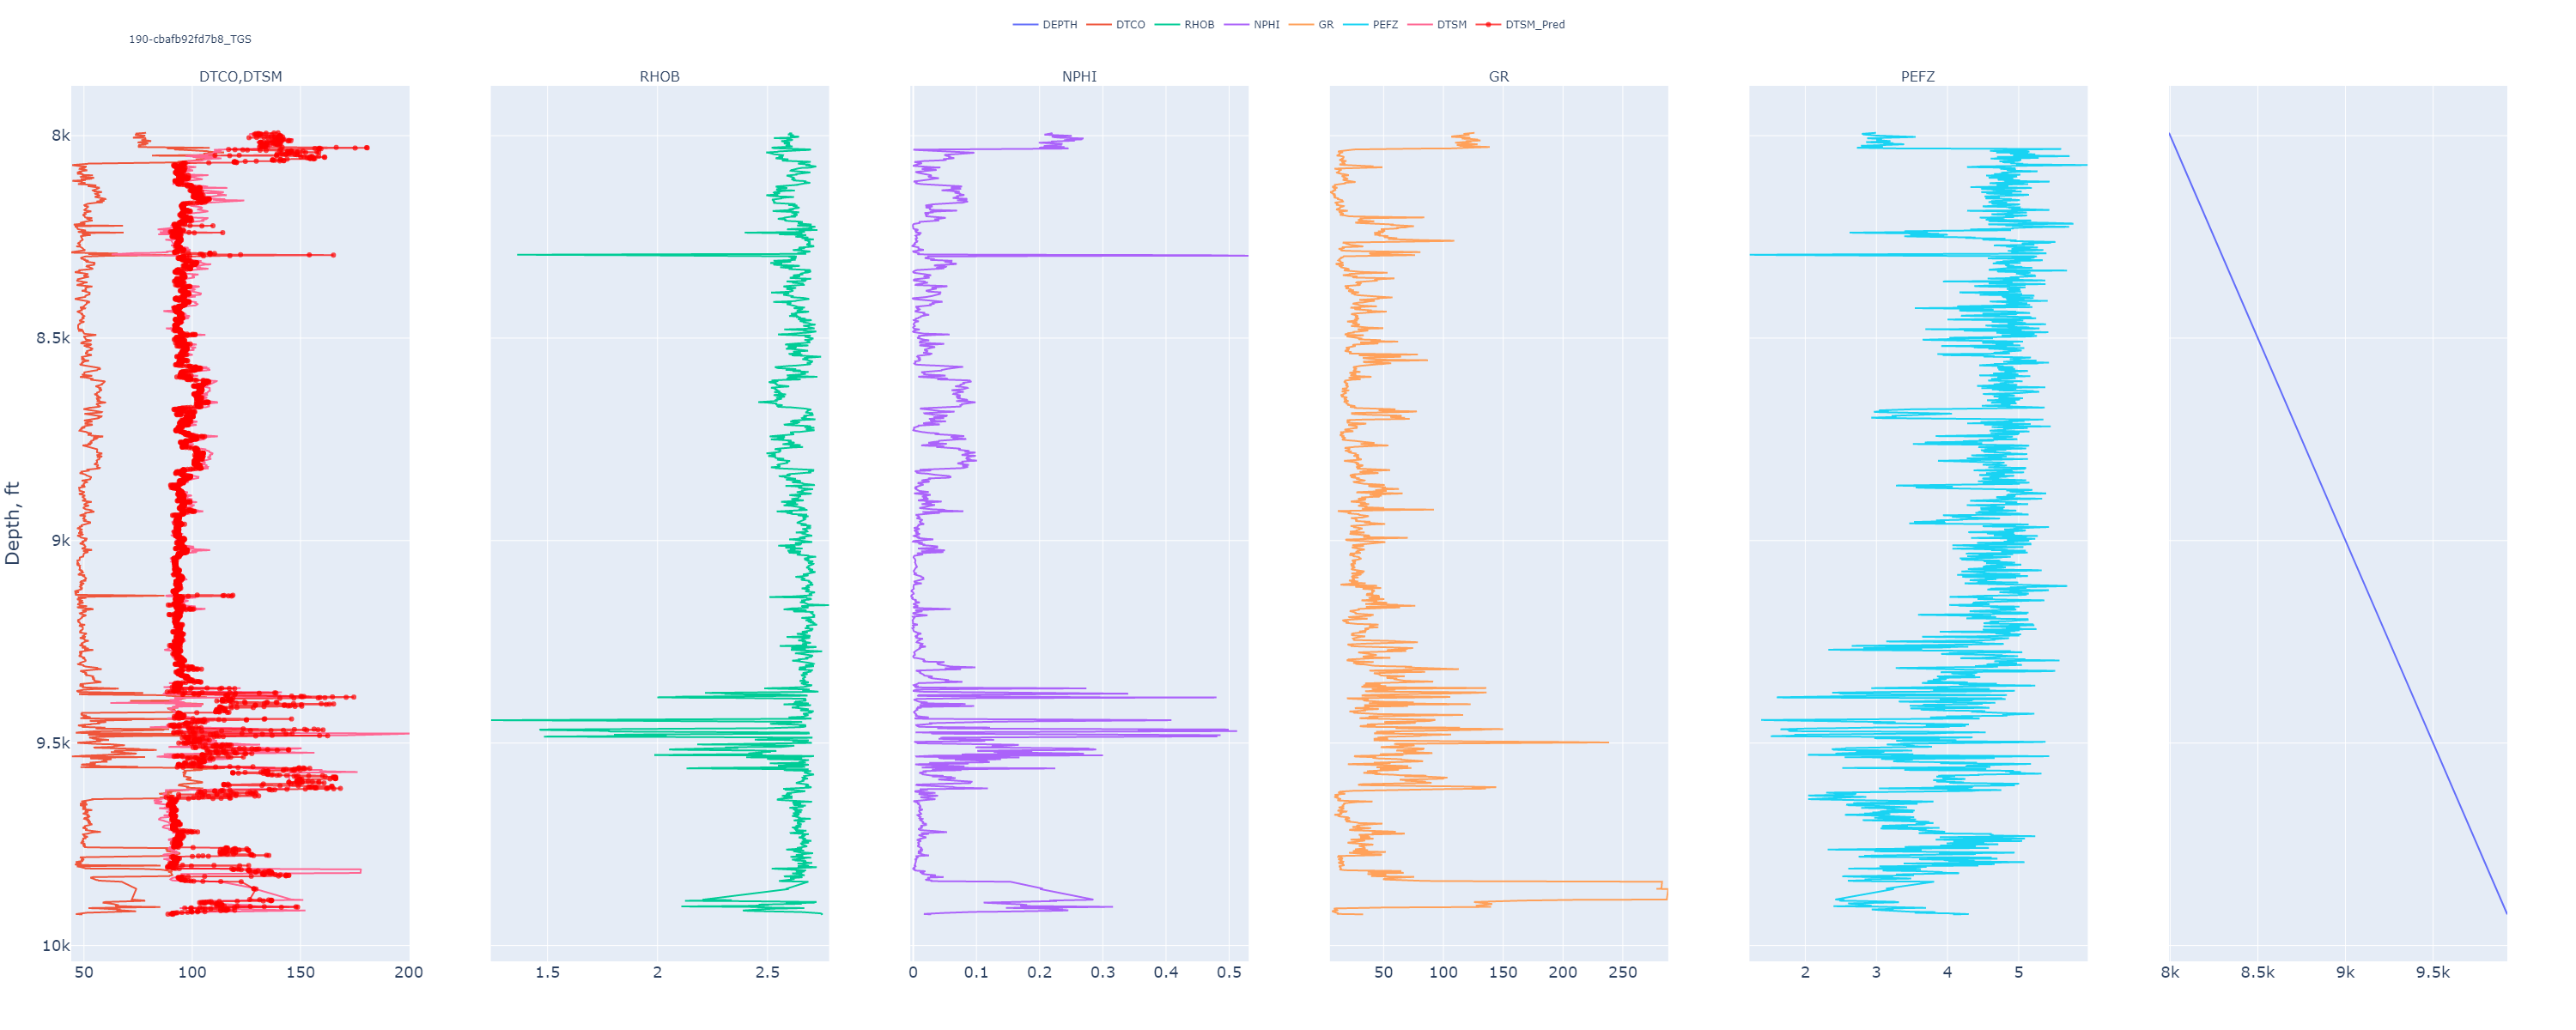 DEPTH DTCO RHOB NPHI GR PEFZ DTSM DTSM_Pred
190-cbafb92fd7b8_TGS
DTCO,DTSM RHOB NPHI GR PEFZ
8k
8.5k
9k
9.5k
10k
Depth, ft
50 100 150 200 1.5 2 2.5 0 0.1 0.2 0.3 0.4 0.5 50 100 150 200 250 2 3 4 5 8k 8.5k 9k 9.5k